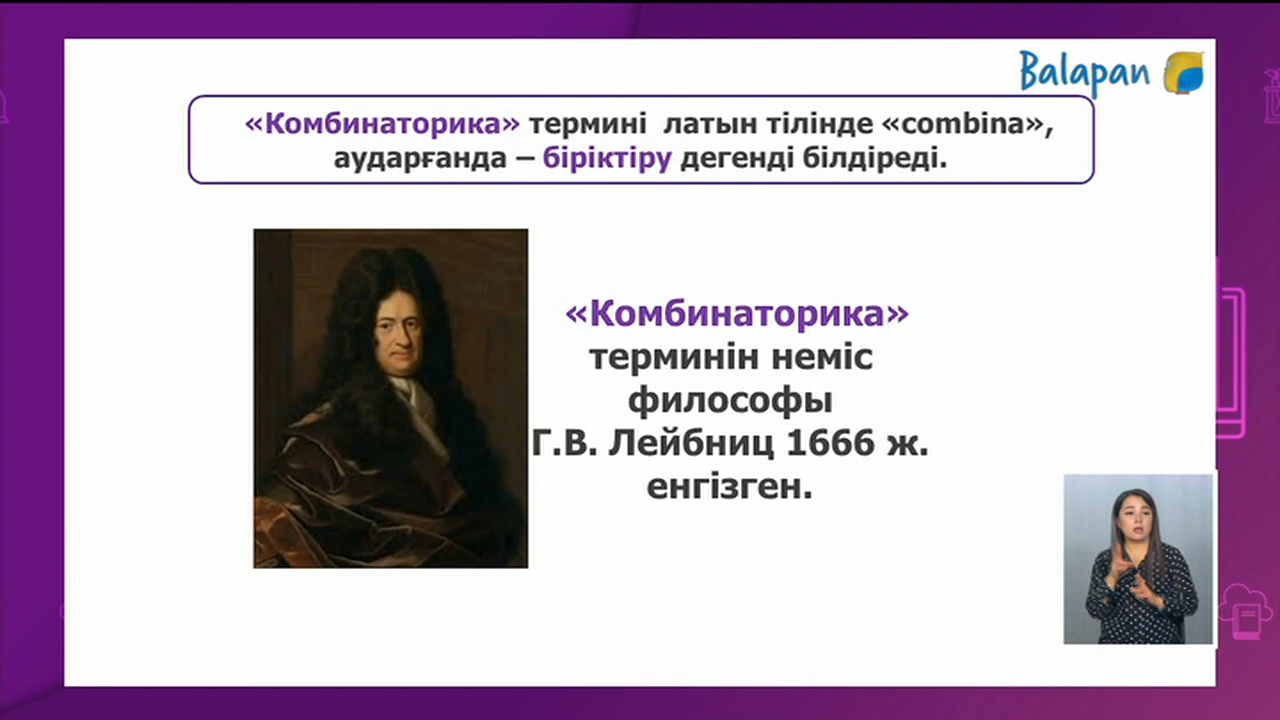 Balapan
«Комбинаторика» термині латын тілінде «combina»,
аударғанда – біріктіру дегенді білдіреді.
«Комбинаторика»
терминін неміс
философы
Г.В. Лейбниц 1666 ж.
енгізген.